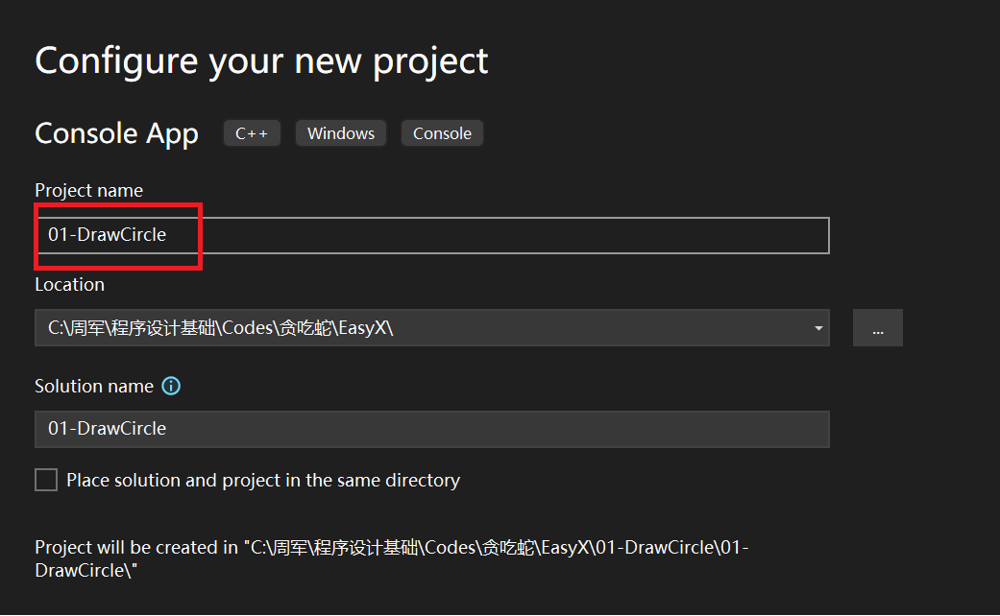 Configure your new project
Console App C++ Windows Console
Project name
01-DrawCircle
Location
C:\周军\程序设计基础\Codes\贪吃蛇\EasyX\ ...
Solution name
01-DrawCircle
Place solution and project in the same directory
Project will be created in "C:\周军\程序设计基础\Codes\贪吃蛇\EasyX\01-DrawCircle\01-
DrawCircle\"